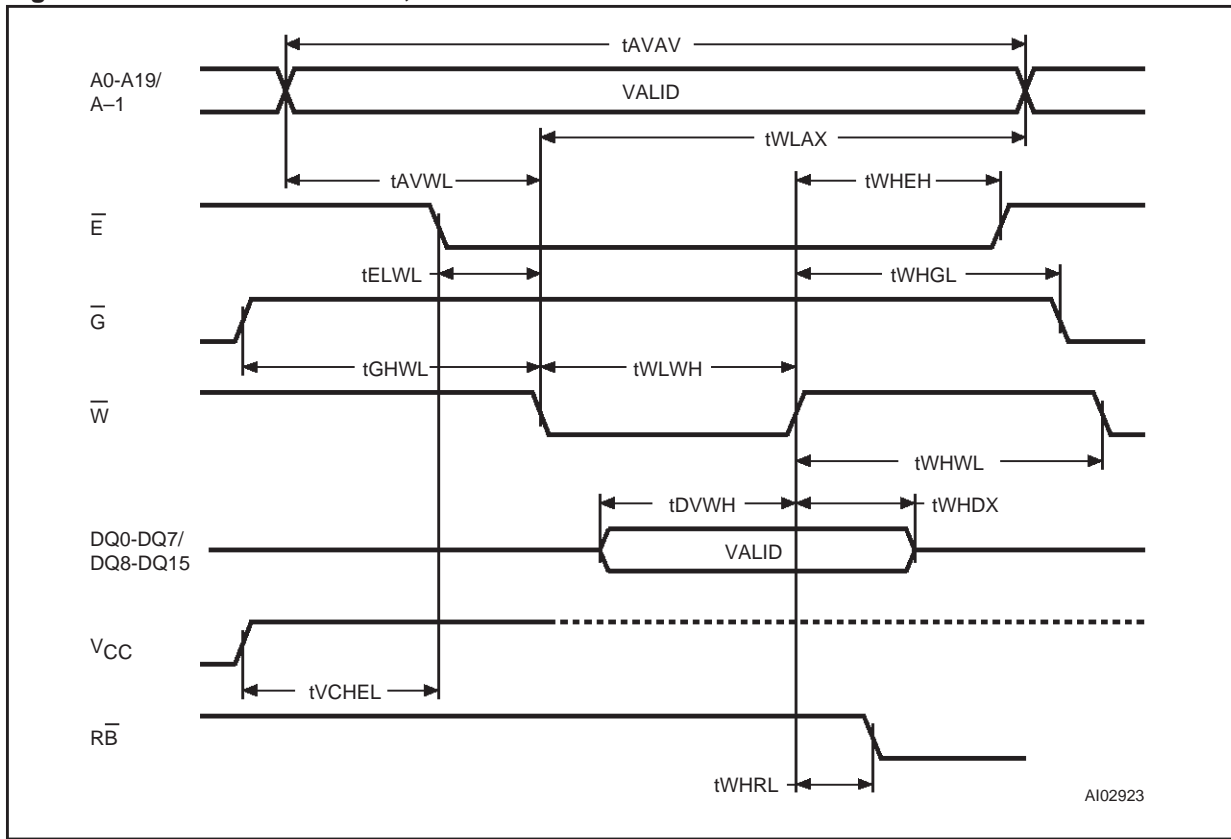 tAVAV
A0-A19/
A–1
VALID
tWLAX
tAVWL
tWHEH
E̅
tELWL
tWHGL
G̅
tGHWL
tWLWH
W̅
tWHWL
tDVWH
tWHDX
DQ0-DQ7/
DQ8-DQ15
VALID
VCC
tVCHEL
RB̅
tWHRL
AI02923